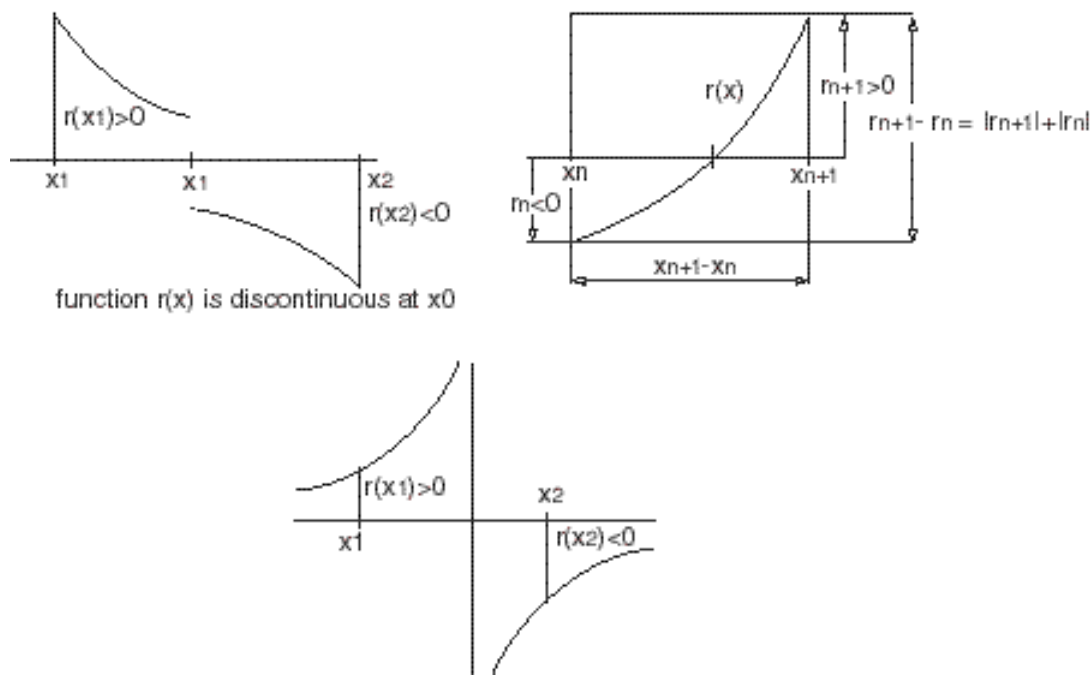 r(x1)>0
x1
x1
x2
r(x2)<0
function r(x) is discontinuous at x0
r(x)
rn+1>0
rn+1- rn = |rn+1|+|rn|
xn
xn+1
rn<0
xn+1-xn
r(x1)>0
x2
x1
r(x2)<0